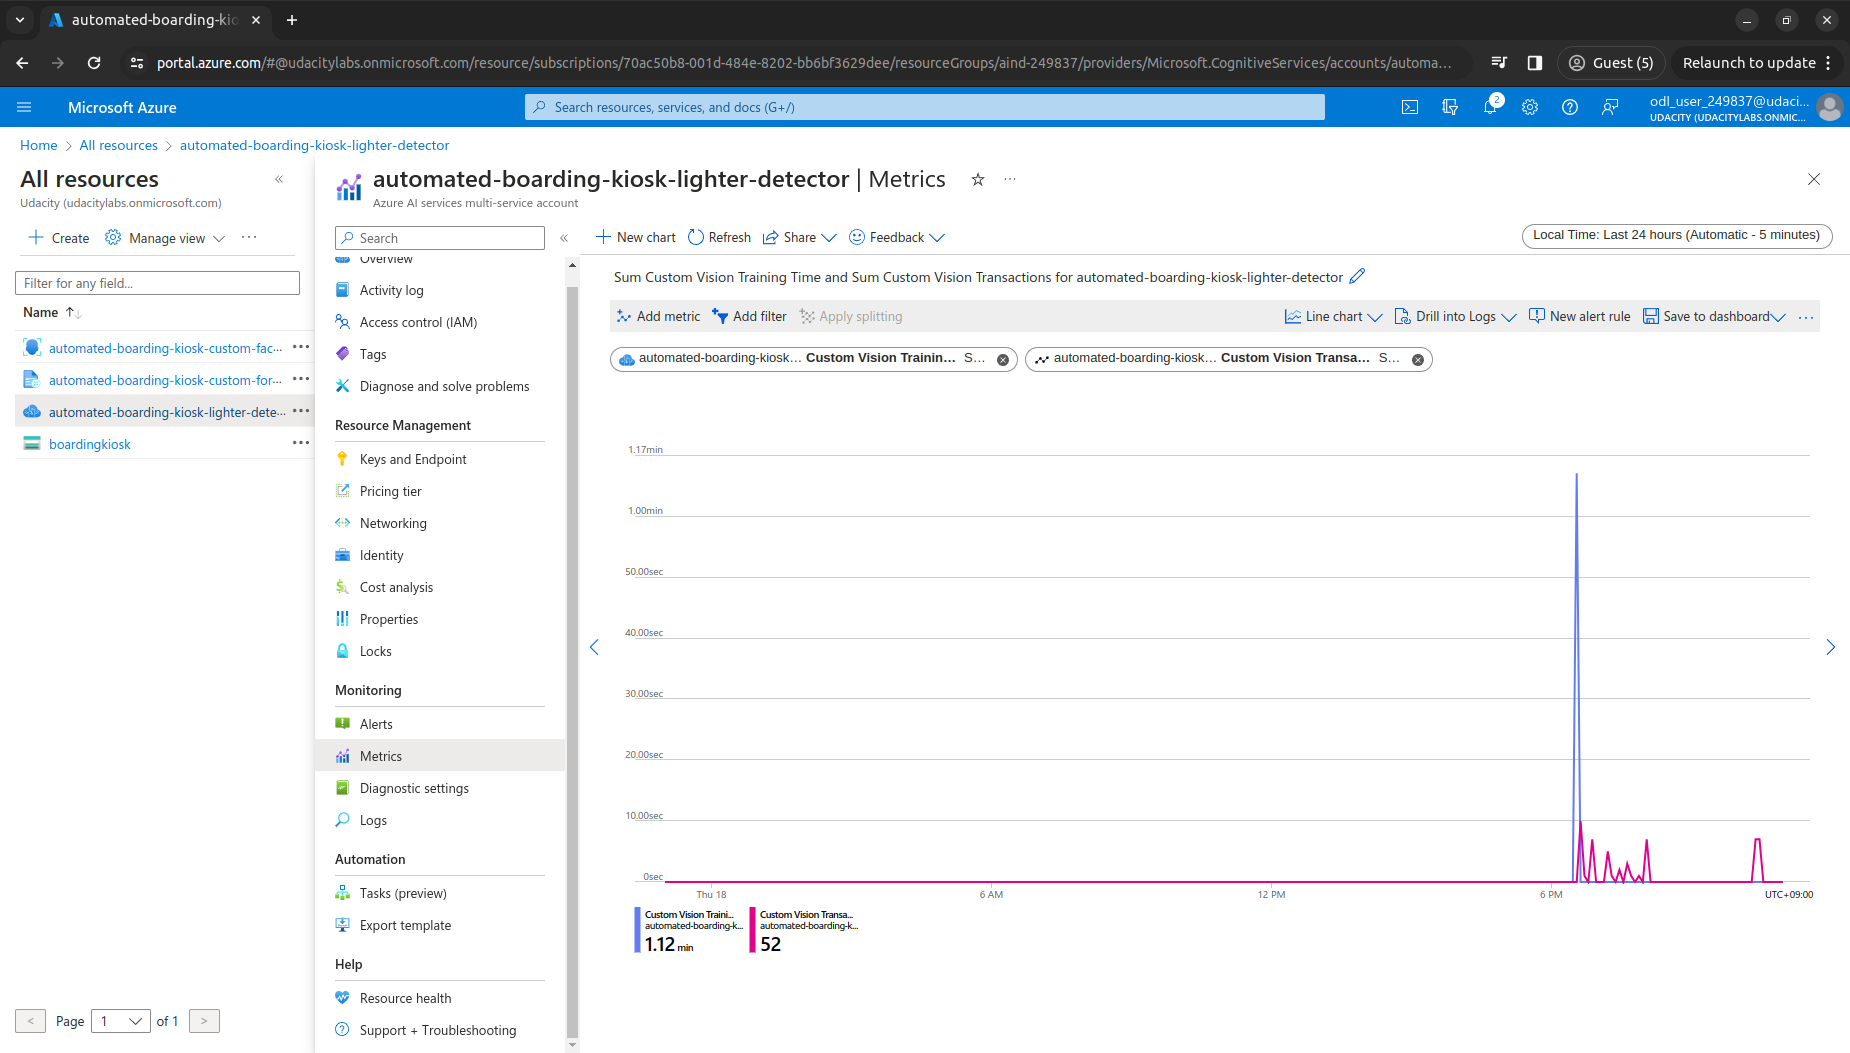 automated-boarding-kio
portal.azure.com/#@udacitylabs.onmicrosoft.com/resource/subscriptions/70ac50b8-001d-484e-8202-bb6bf3629dee/resourceGroups/aind-249837/providers/Microsoft.CognitiveServices/accounts/automa...
Guest (5)
Relaunch to update
Microsoft Azure
Search resources, services, and docs (G+/)
2
odl_user_249837@udaci...
UDACITY (UDACITYLABS.ONMIC...
Home > All resources > automated-boarding-kiosk-lighter-detector
All resources
Udacity (udacitylabs.onmicrosoft.com)
Create
Manage view
...
Filter for any field...
Name
automated-boarding-kiosk-custom-fac...
automated-boarding-kiosk-custom-for...
automated-boarding-kiosk-lighter-dete...
boardingkiosk
< Page 1 of 1 >
automated-boarding-kiosk-lighter-detector | Metrics
Azure AI services multi-service account
Search
Overview
Activity log
Access control (IAM)
Tags
Diagnose and solve problems
Resource Management
Keys and Endpoint
Pricing tier
Networking
Identity
Cost analysis
Properties
Locks
Monitoring
Alerts
Metrics
Diagnostic settings
Logs
Automation
Tasks (preview)
Export template
Help
Resource health
Support + Troubleshooting
New chart
Refresh
Share
Feedback
Local Time: Last 24 hours (Automatic - 5 minutes)
Sum Custom Vision Training Time and Sum Custom Vision Transactions for automated-boarding-kiosk-lighter-detector
Add metric
Add filter
Apply splitting
Line chart
Drill into Logs
New alert rule
Save to dashboard
...
automated-boarding-kiosk... Custom Vision Trainin... S...
automated-boarding-kiosk... Custom Vision Transa... S...
1.17min
1.00min
50.00sec
40.00sec
30.00sec
20.00sec
10.00sec
0sec
Thu 18
6 AM
12 PM
6 PM
UTC+09:00
Custom Vision Traini...
automated-boarding-k...
1.12 min
Custom Vision Transa...
automated-boarding-k...
52